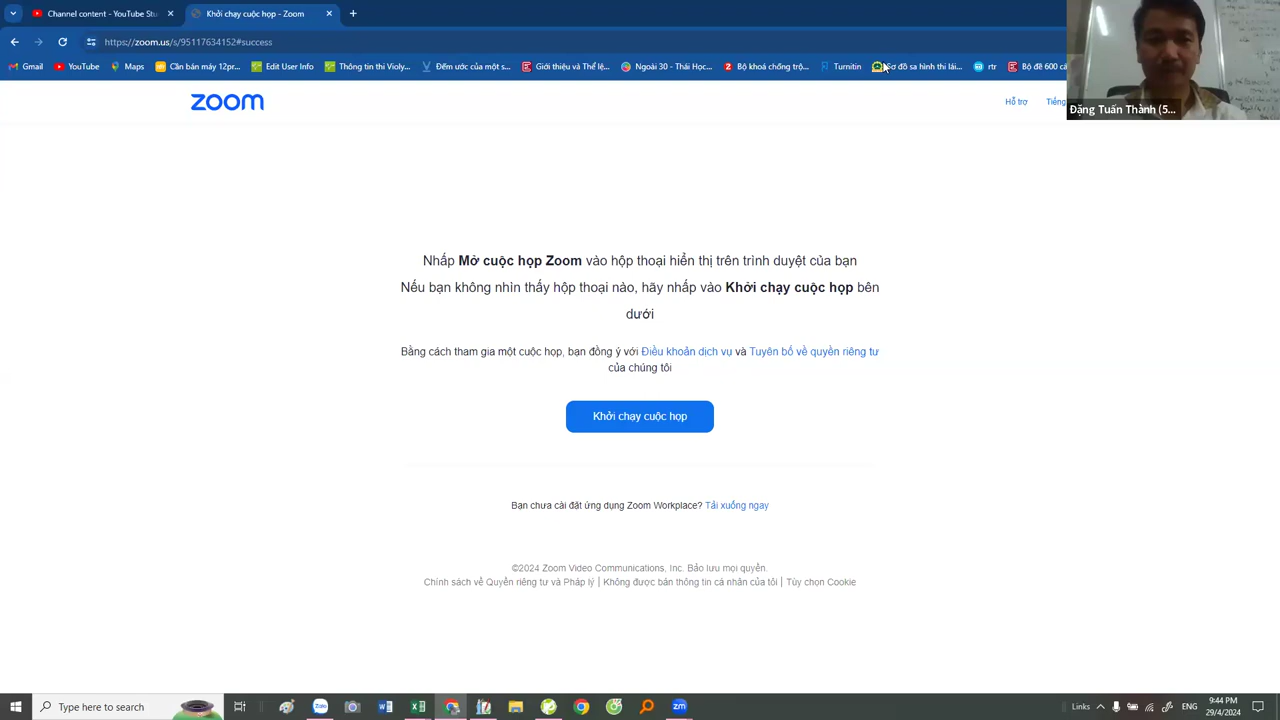 Channel content - YouTube Stu
Khởi chạy cuộc họp - Zoom
https://zoom.us/s/95117634152#success
Gmail
YouTube
Maps
Căn bán máy 12pr...
Edit User Info
Thông tin thi Violy...
Đếm ước của một s...
Giới thiệu và Thể lệ...
Ngoài 30 - Thái Học...
Bộ khoá chống trộ...
Turnitin
Sơ đồ sa hình thi lái...
rtr
Bộ đề 600 câ
zoom
Hỗ trợ
Tiếng
Đặng Tuấn Thành (5...
Nhấp Mở cuộc họp Zoom vào hộp thoại hiển thị trên trình duyệt của bạn
Nếu bạn không nhìn thấy hộp thoại nào, hãy nhấp vào Khởi chạy cuộc họp bên
dưới
Bằng cách tham gia một cuộc họp, bạn đồng ý với Điều khoản dịch vụ và Tuyên bố về quyền riêng tư
của chúng tôi
Khởi chạy cuộc họp
Bạn chưa cài đặt ứng dụng Zoom Workplace? Tải xuống ngay
©2024 Zoom Video Communications, Inc. Bảo lưu mọi quyền.
Chính sách về Quyền riêng tư và Pháp lý | Không được bán thông tin cá nhân của tôi | Tùy chọn Cookie
Type here to search
Links
ENG
9:44 PM
29/4/2024